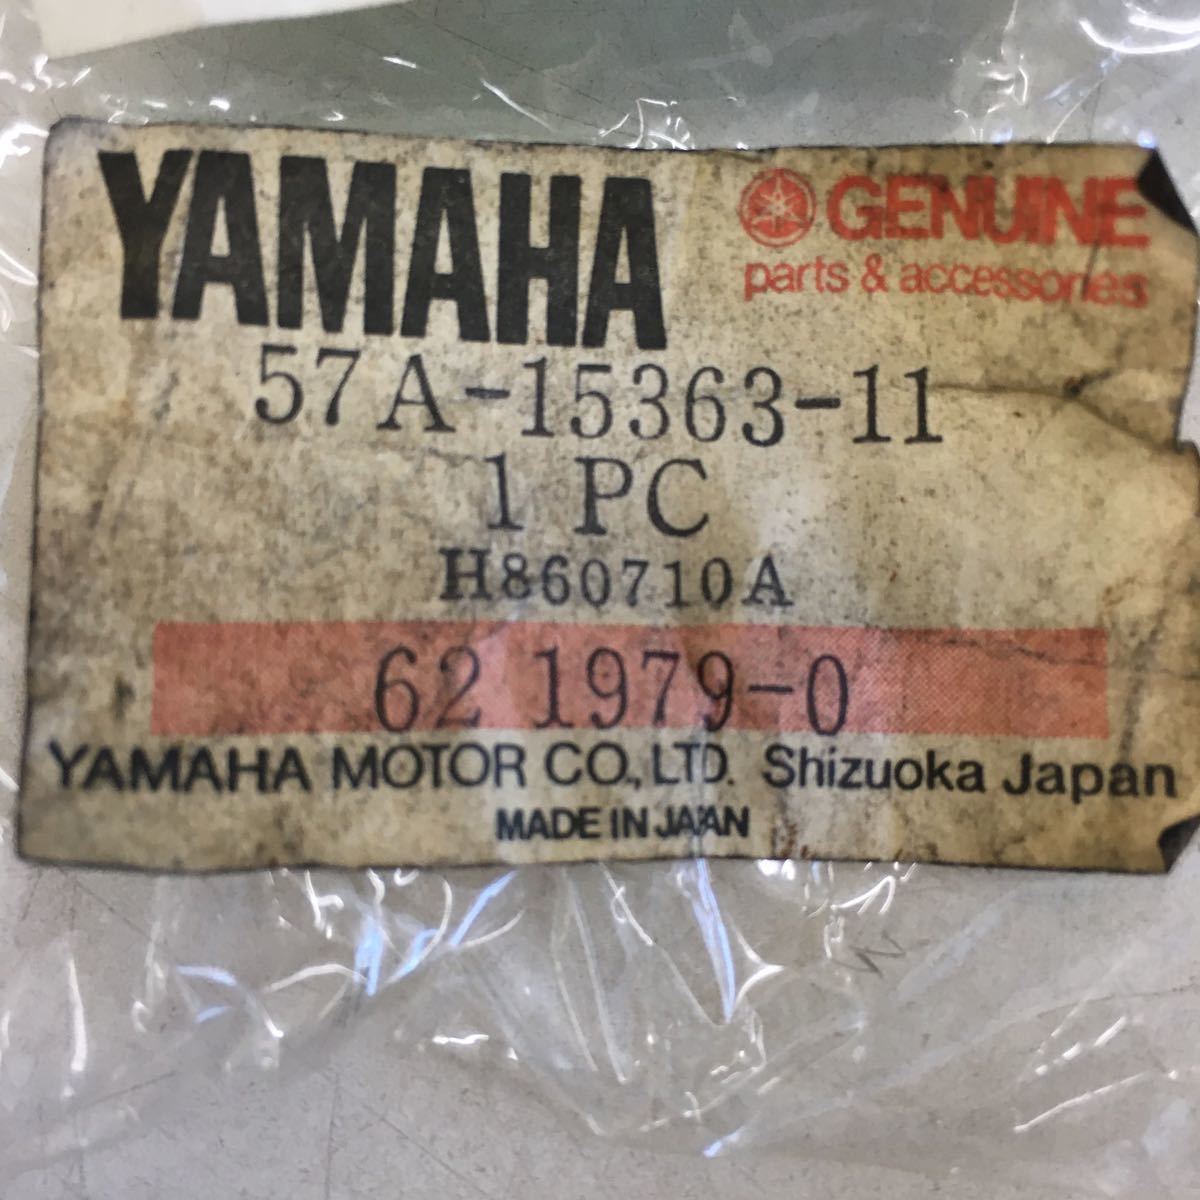 YAMAHA GENUINE
parts & accessories
57A-15363-11
1 PC
H860710A
62 1979-0
YAMAHA MOTOR CO., LTD. Shizuoka Japan
MADE IN JAPAN